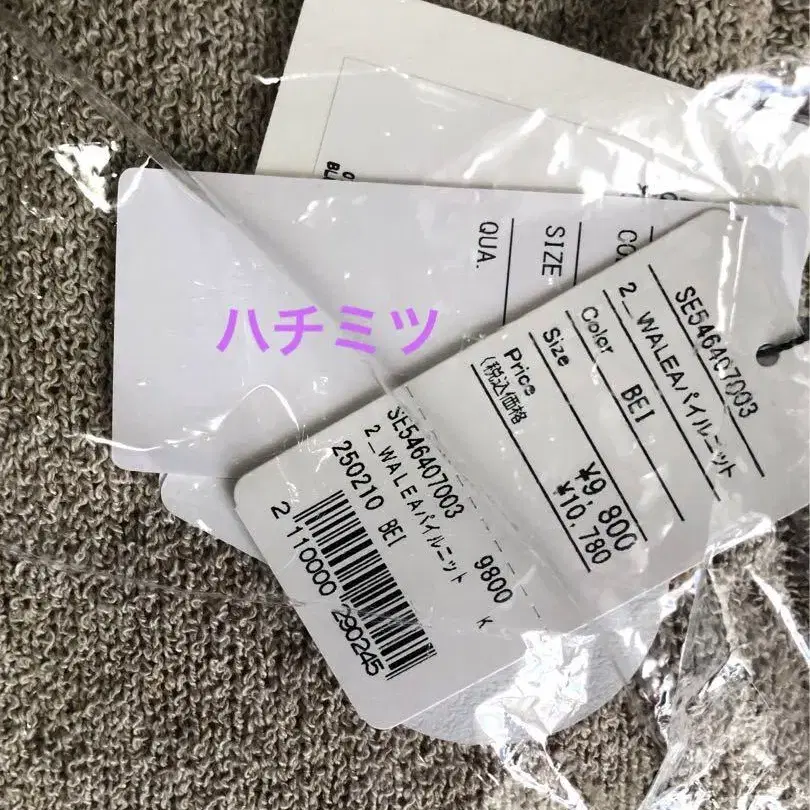 QUA.
SIZE
CO
ハチミツ
SE546407003
2_WALEAパイルニット
Color BEI
Size
Price ¥9,800
(税込価格 ¥10,780
SE546407003 9800
2_WALEAパイルニット K
250210 BEI
2 110000 290245